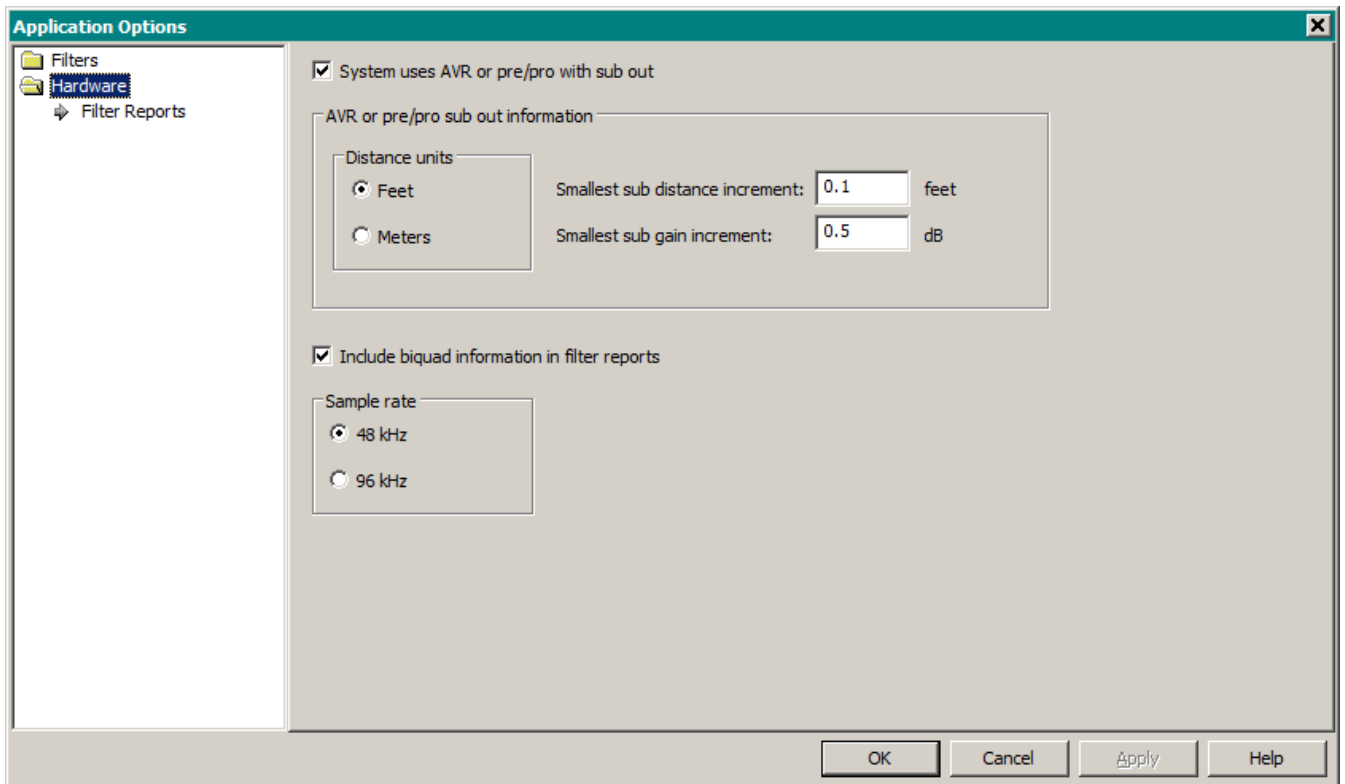 Application Options
Filters
Hardware
Filter Reports
System uses AVR or pre/pro with sub out
AVR or pre/pro sub out information
Distance units
Feet
Meters
Smallest sub distance increment: 0.1 feet
Smallest sub gain increment: 0.5 dB
Include biquad information in filter reports
Sample rate
48 kHz
96 kHz
OK Cancel Apply Help